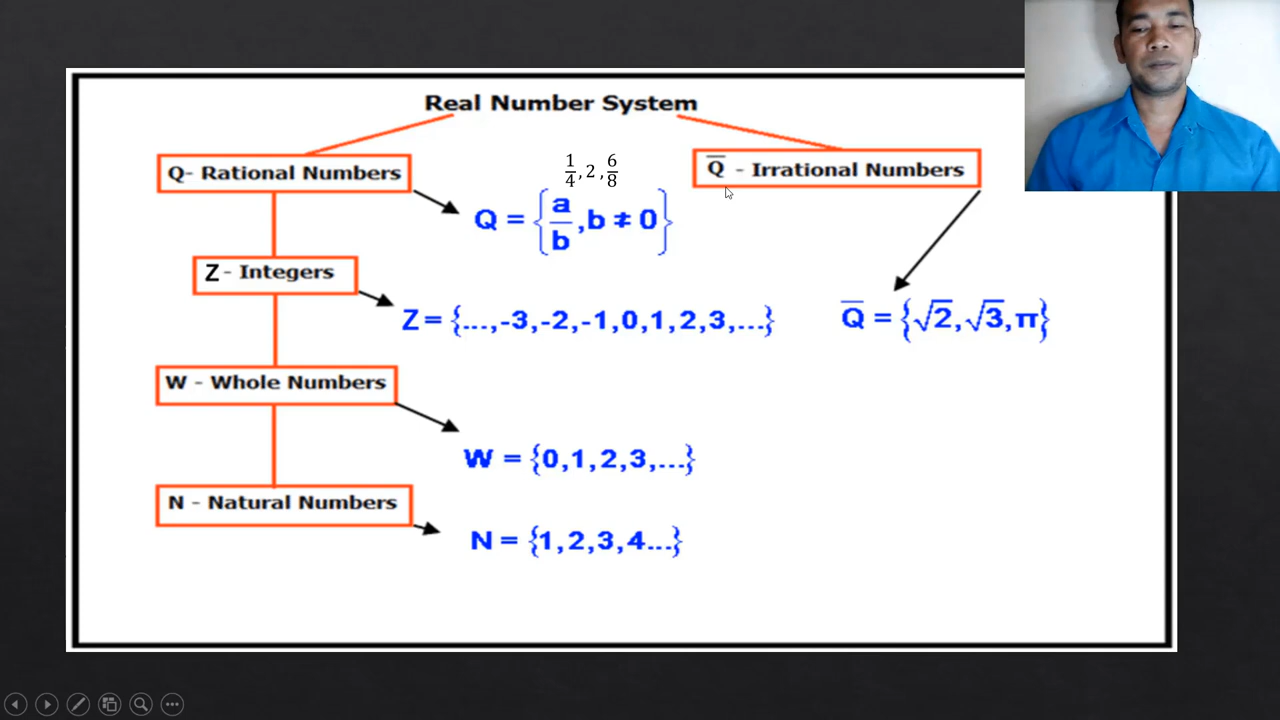 Real Number System
Q- Rational Numbers
1/4, 2, 6/8
Q̅ - Irrational Numbers
Q = {a/b, b ≠ 0}
Z - Integers
Z = {...,-3,-2,-1,0,1,2,3,...}
Q̅ = {√2,√3,π}
W - Whole Numbers
W = {0,1,2,3,...}
N - Natural Numbers
N = {1,2,3,4...}